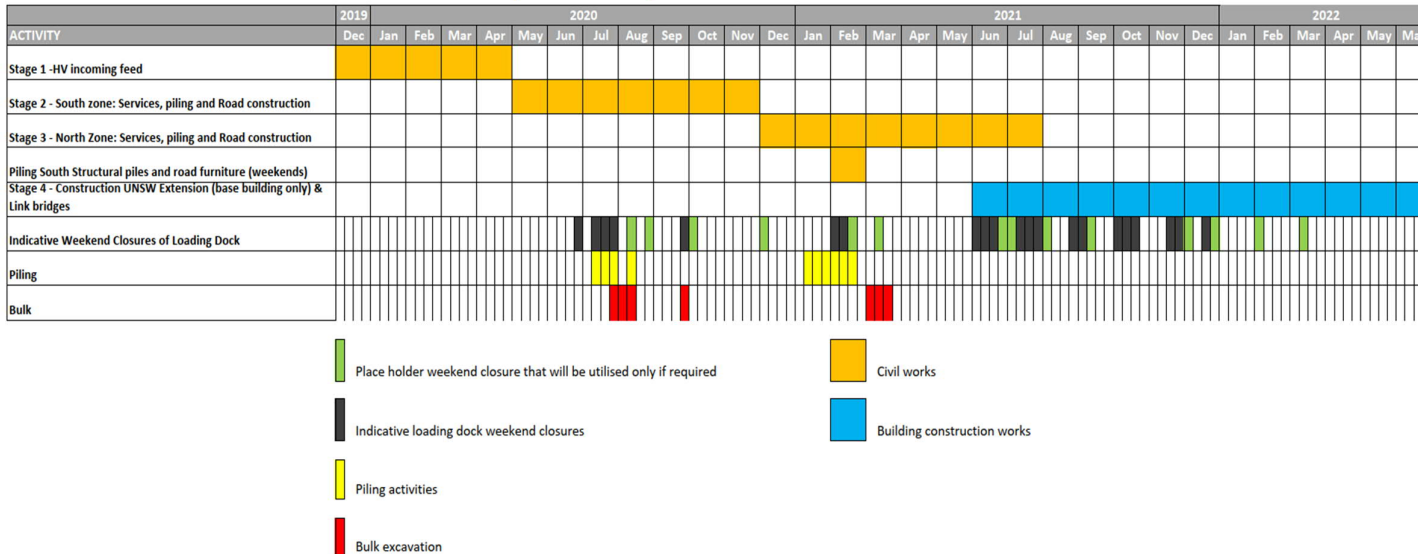 2019 2020 2021 2022
ACTIVITY Dec Jan Feb Mar Apr May Jun Jul Aug Sep Oct Nov Dec Jan Feb Mar Apr May Jun Jul Aug Sep Oct Nov Dec Jan Feb Mar Apr May Ma
Stage 1 -HV incoming feed
Stage 2 - South zone: Services, piling and Road construction
Stage 3 - North Zone: Services, piling and Road construction
Piling South Structural piles and road furniture (weekends)
Stage 4 - Construction UNSW Extension (base building only) &
Link bridges
Indicative Weekend Closures of Loading Dock
Piling
Bulk
Place holder weekend closure that will be utilised only if required
Civil works
Indicative loading dock weekend closures
Building construction works
Piling activities
Bulk excavation